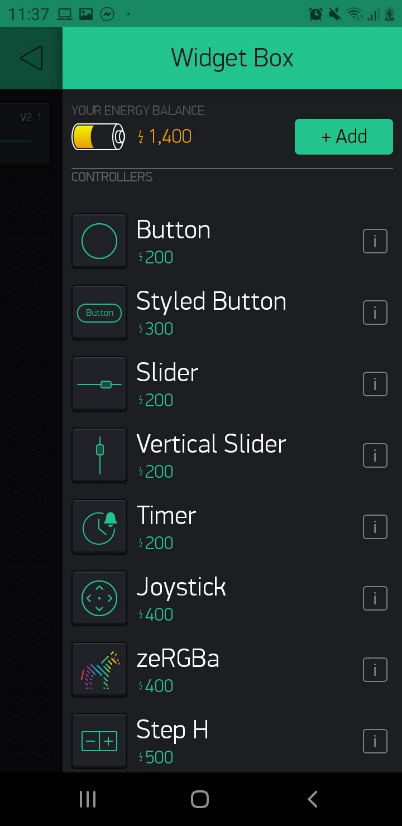 11:37
Widget Box
V2 1
YOUR ENERGY BALANCE
1,400
+ Add
CONTROLLERS
Button
200
i
Button
Styled Button
300
i
Slider
200
i
Vertical Slider
200
i
Timer
200
i
Joystick
400
i
zeRGBa
400
i
Step H
500
i